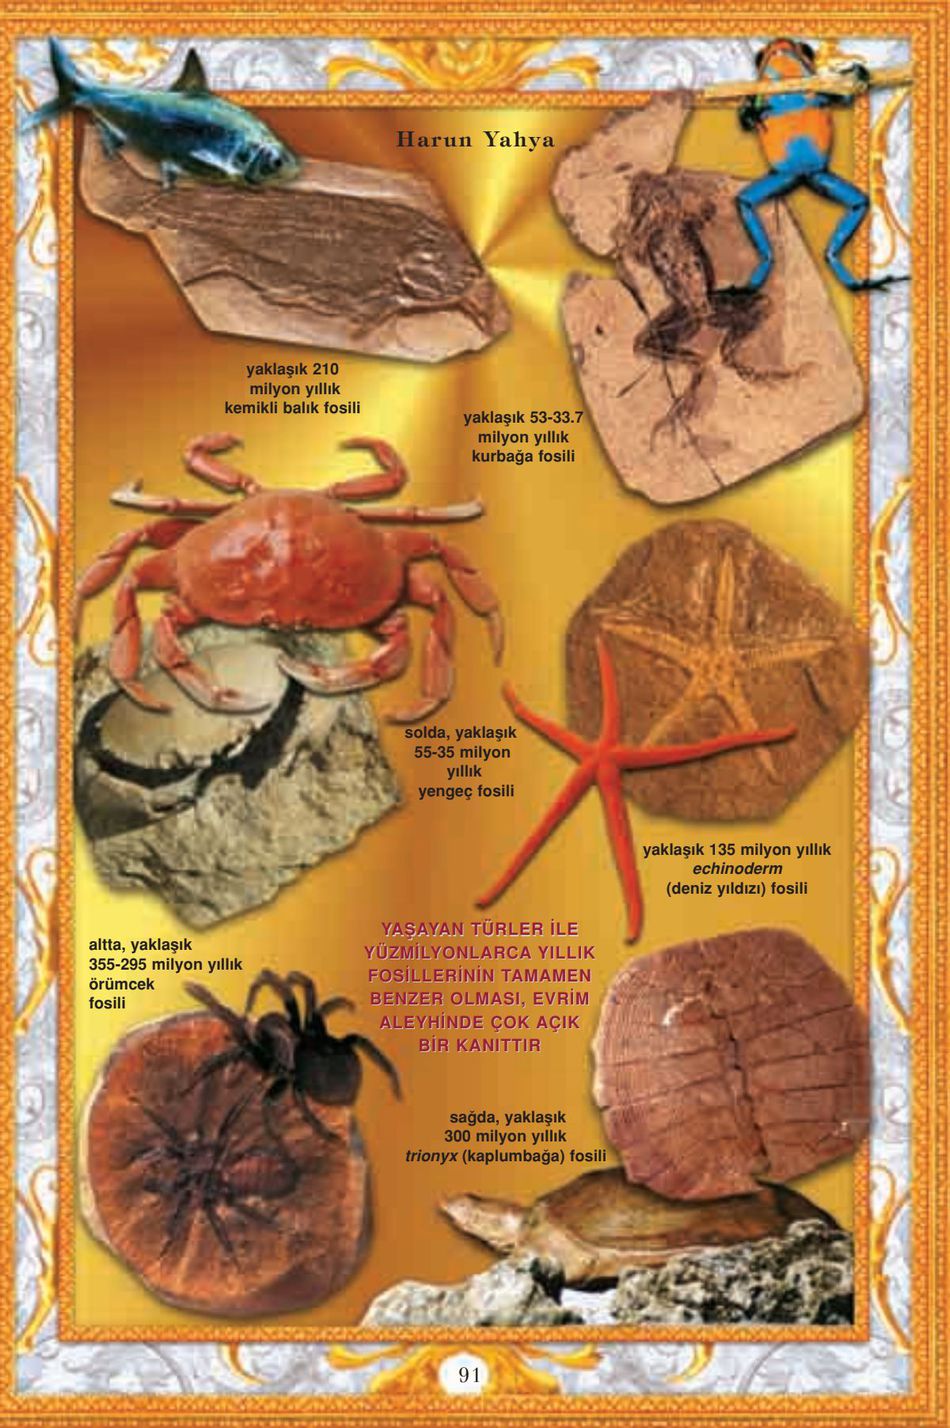 Harun Yahya
yaklaşık 210
milyon yıllık
kemikli balık fosili
yaklaşık 53-33.7
milyon yıllık
kurbağa fosili
solda, yaklaşık
55-35 milyon
yıllık
yengeç fosili
yaklaşık 135 milyon yıllık
echinoderm
(deniz yıldızı) fosili
altta, yaklaşık
355-295 milyon yıllık
örümcek
fosili
YAŞAYAN TÜRLER İLE
YÜZMİLYONLARCA YILLIK
FOSİLLERİNİN TAMAMEN
BENZER OLMASI, EVRİM
ALEYHİNDE ÇOK AÇIK
BİR KANITTIR
sağda, yaklaşık
300 milyon yıllık
trionyx (kaplumbağa) fosili
91